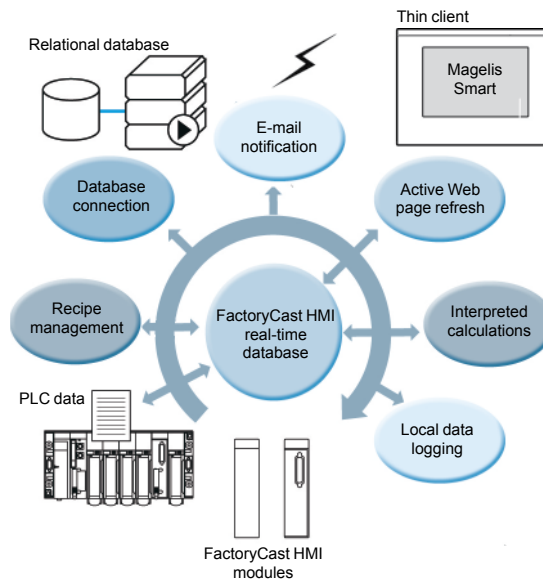 Relational database
Thin client
Magelis
Smart
E-mail
notification
Database
connection
Active Web
page refresh
Recipe
management
FactoryCast HMI
real-time
database
Interpreted
calculations
PLC data
Local data
logging
FactoryCast HMI
modules